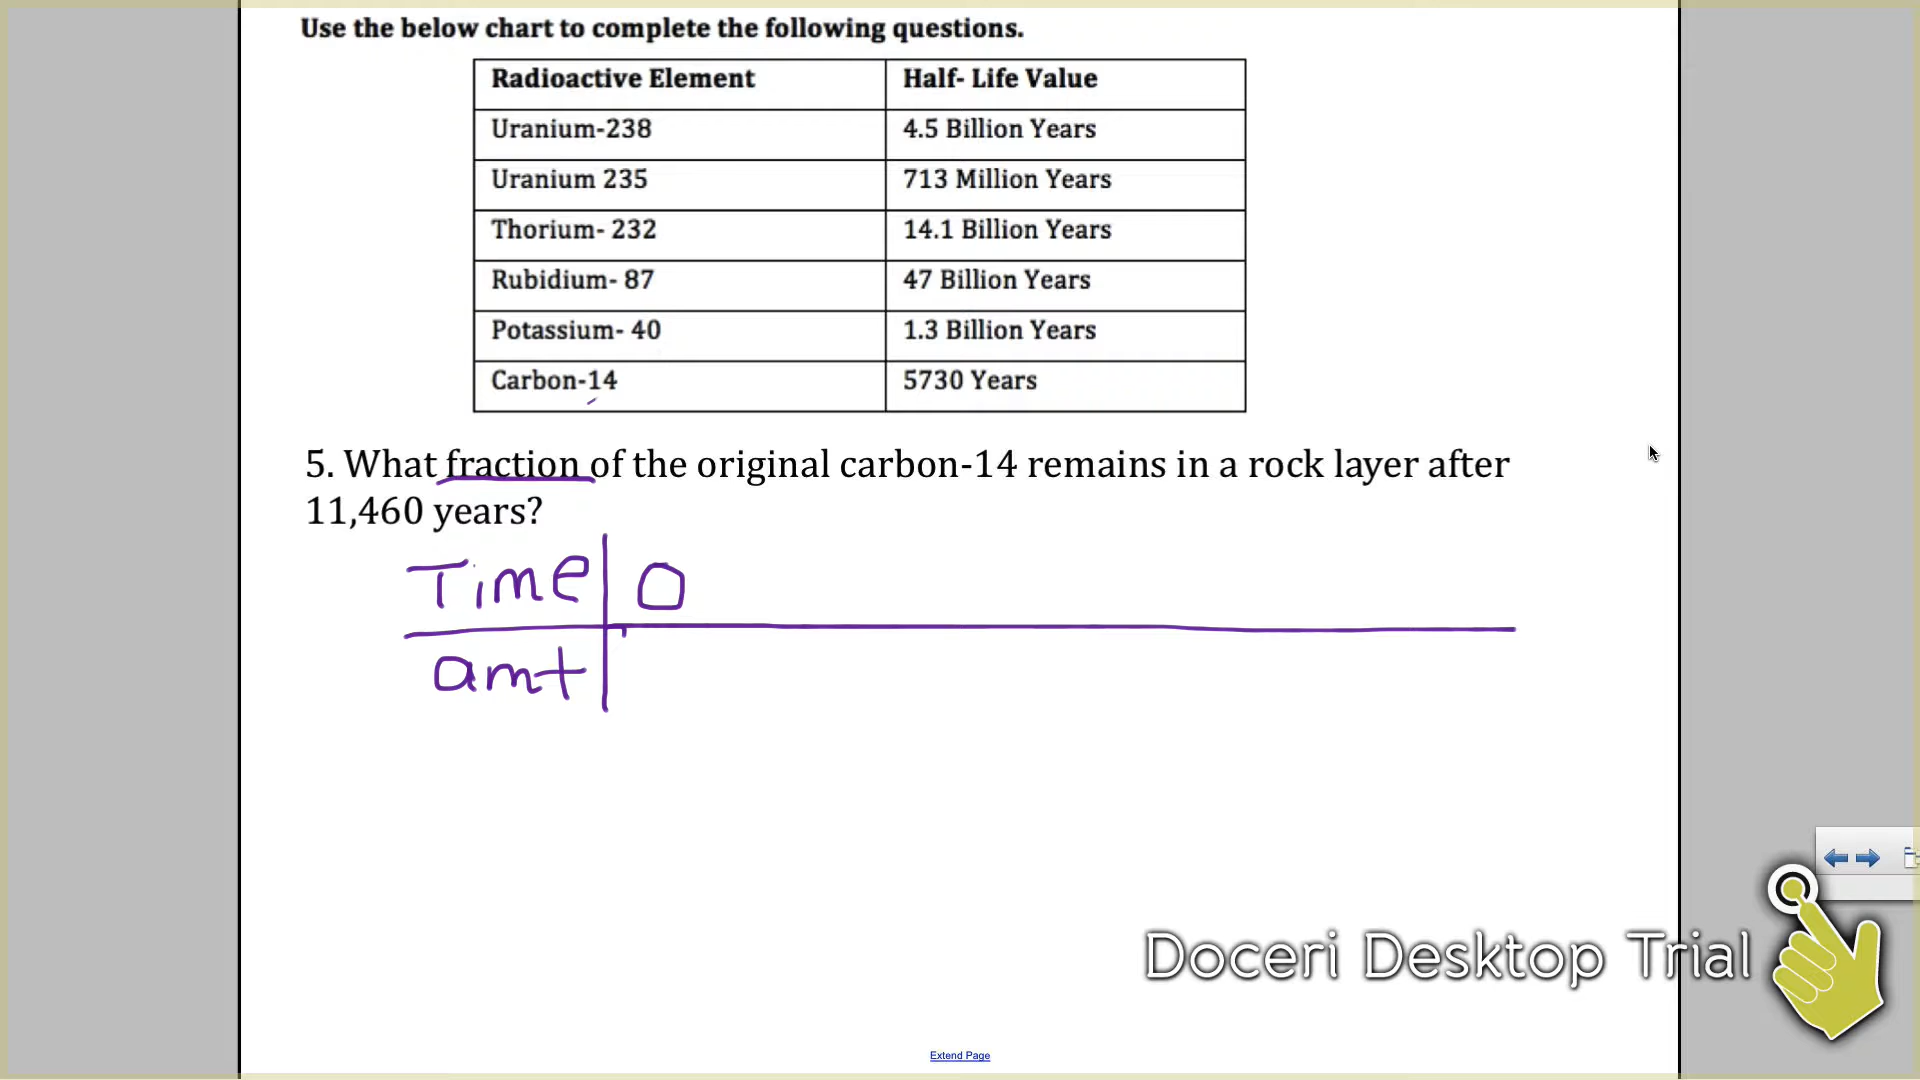 Use the below chart to complete the following questions.
Radioactive Element Half- Life Value
Uranium-238 4.5 Billion Years
Uranium 235 713 Million Years
Thorium- 232 14.1 Billion Years
Rubidium- 87 47 Billion Years
Potassium- 40 1.3 Billion Years
Carbon-14 5730 Years
5. What fraction of the original carbon-14 remains in a rock layer after
11,460 years?
Time 0
amt
Doceri Desktop Trial
Extend Page